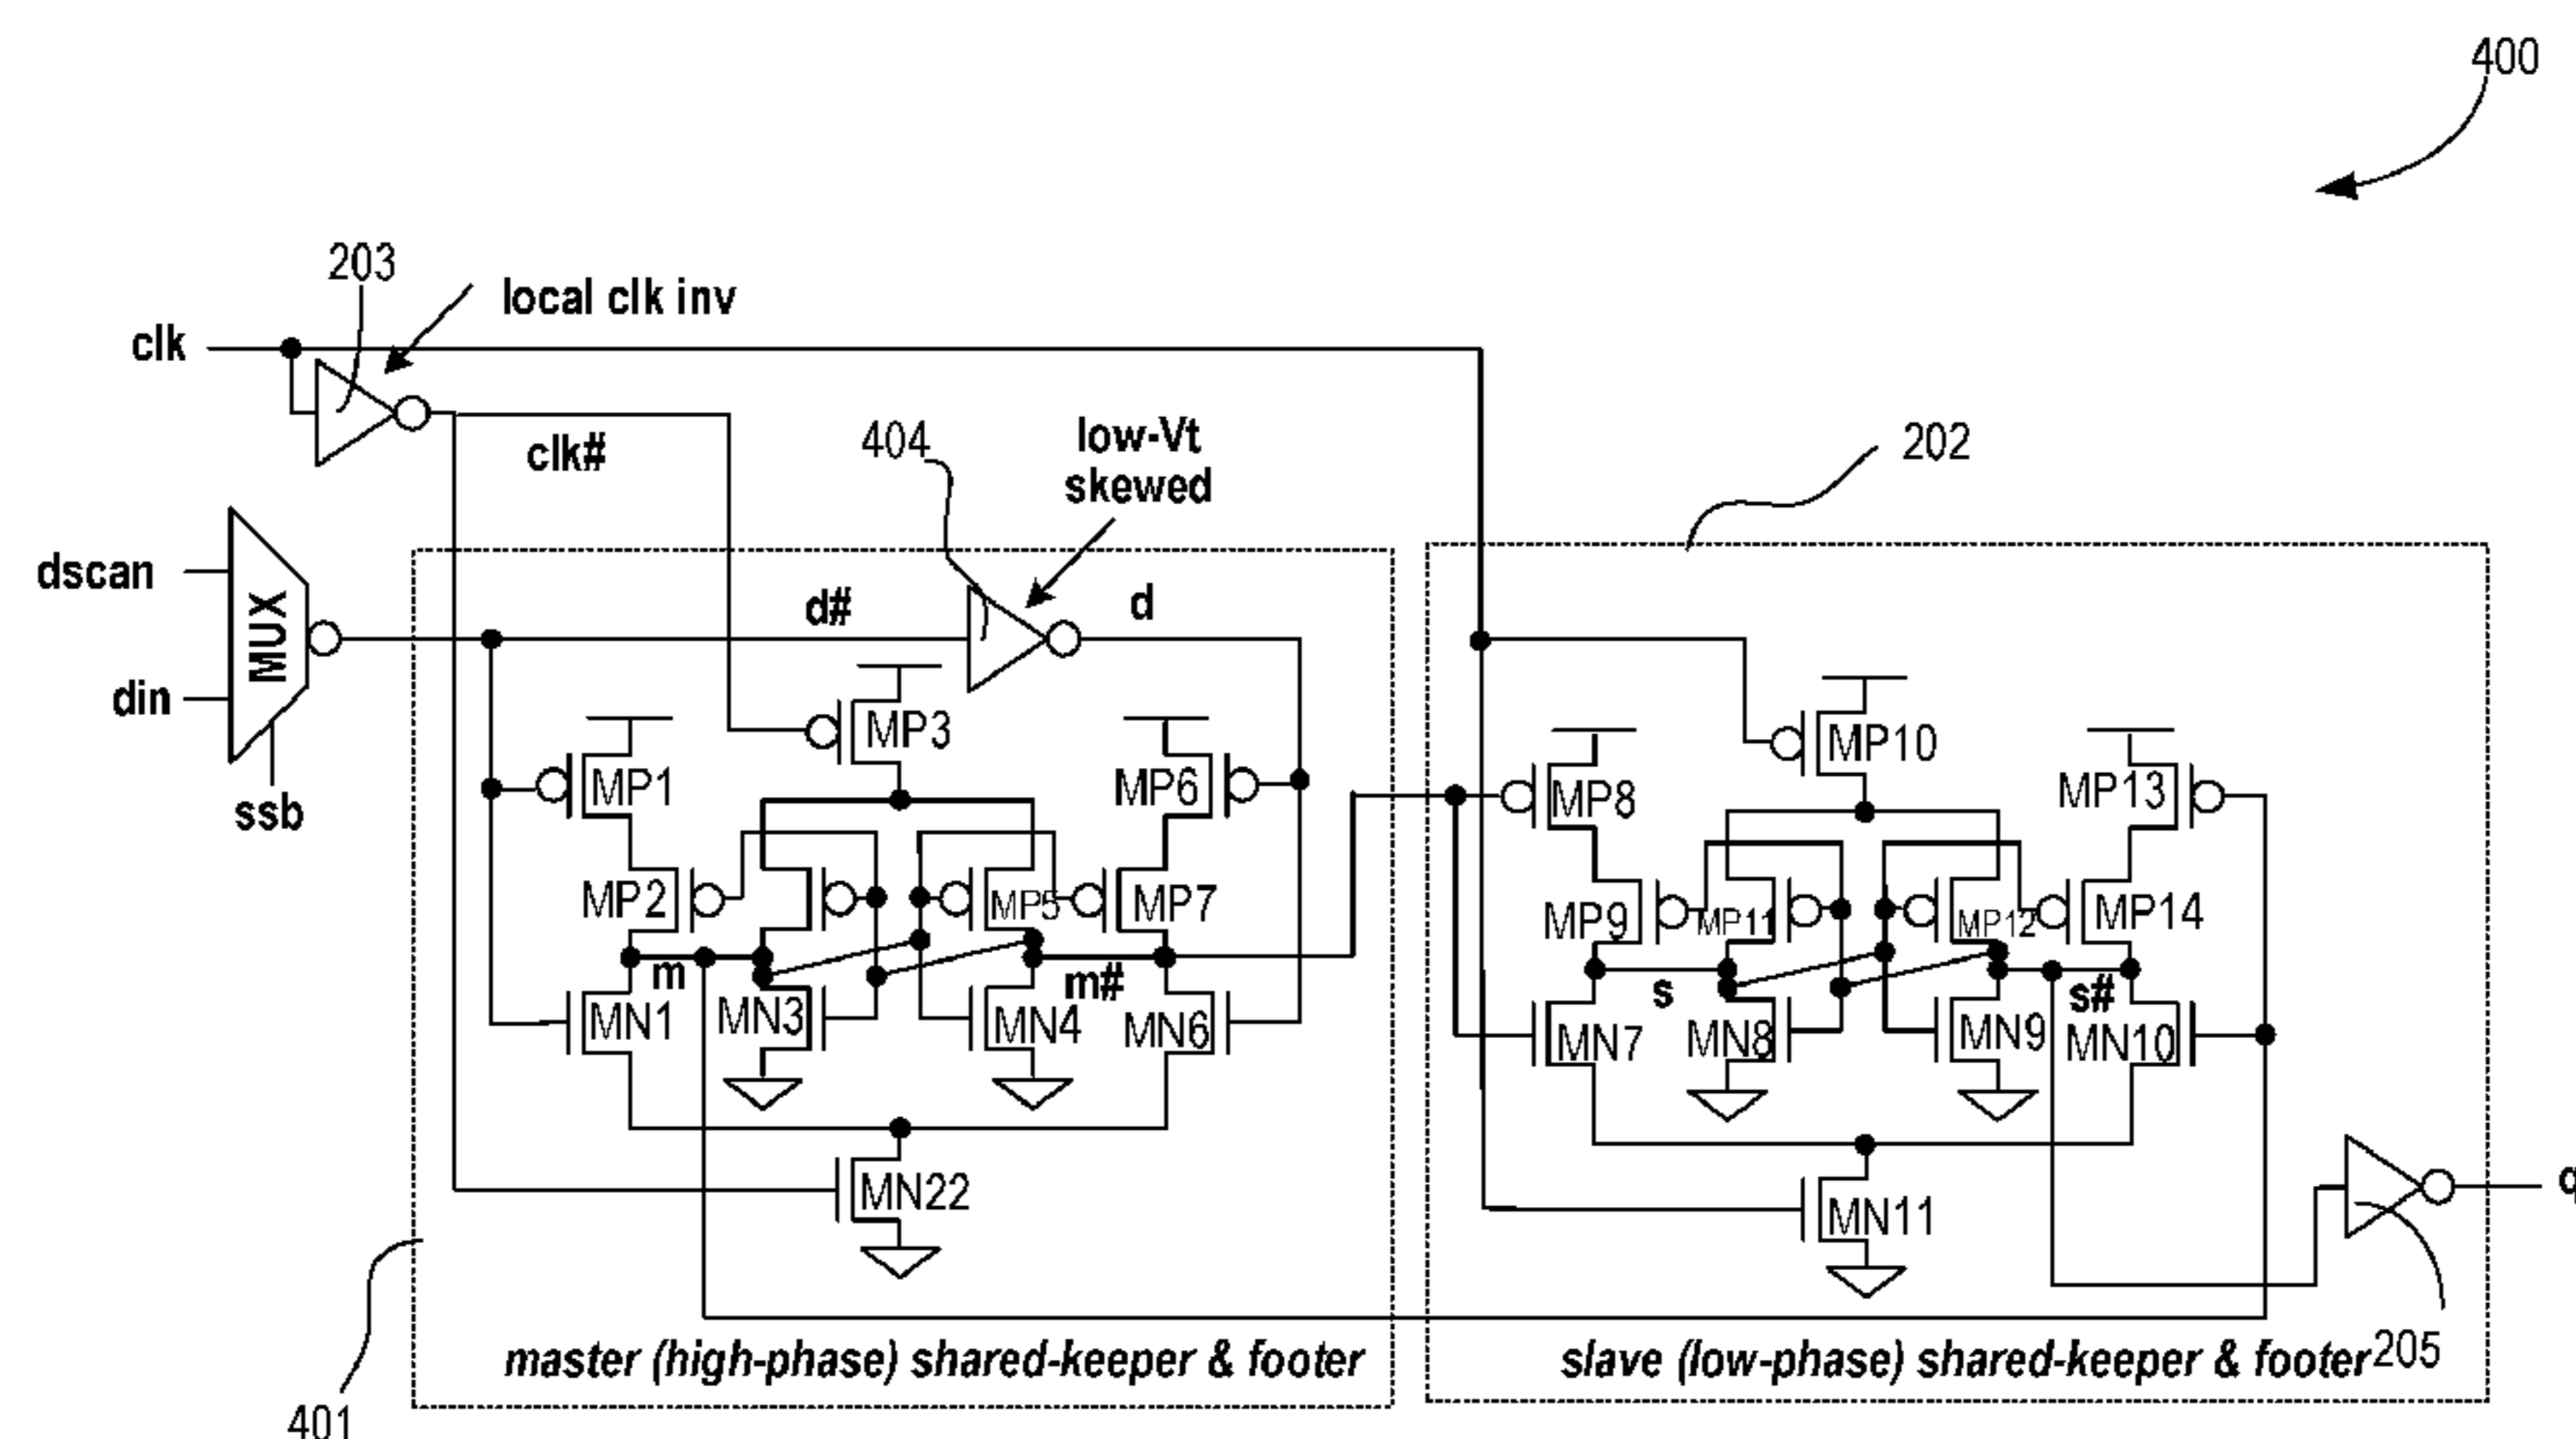 400
203
local clk inv
clk
clk#
404
low-Vt
skewed
202
dscan
MUX
din
ssb
d#
d
MP3
MP10
MP1
MP6
MP8
MP13
MP2
MP5
MP7
MP9
MP11
MP12
MP14
m
m#
s
s#
MN1
MN3
MN4
MN6
MN7
MN8
MN9
MN10
MN22
MN11
q
master (high-phase) shared-keeper & footer
slave (low-phase) shared-keeper & footer
205
401